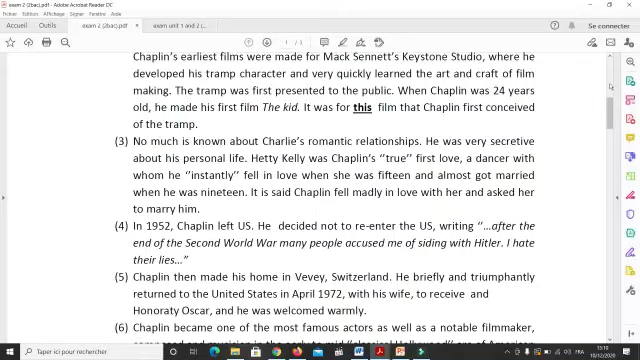 exam 2 (2bac).pdf - Adobe Acrobat Reader DC
Fichier Edition Affichage Signer Fenetre Aide
Accueil Outils exam 2 (2bac).pdf exam unit 1 and 2 (... Se connecter
1 / 3
Chaplin's earliest films were made for Mack Sennett's Keystone Studio, where he
developed his tramp character and very quickly learned the art and craft of film
making. The tramp was first presented to the public. When Chaplin was 24 years
old, he made his first film The kid. It was for this film that Chaplin first conceived
of the tramp.
(3) No much is known about Charlie's romantic relationships. He was very secretive
about his personal life. Hetty Kelly was Chaplin's "true" first love, a dancer with
whom he "instantly" fell in love when she was fifteen and almost got married
when he was nineteen. It is said Chaplin fell madly in love with her and asked her
to marry him.
(4) In 1952, Chaplin left US. He decided not to re-enter the US, writing "...after the
end of the Second World War many people accused me of siding with Hitler. I hate
their lies..."
(5) Chaplin then made his home in Vevey, Switzerland. He briefly and triumphantly
returned to the United States in April 1972, with his wife, to receive and
Honoraty Oscar, and he was welcomed warmly.
(6) Chaplin became one of the most famous actors as well as a notable filmmaker,
Taper ici pour rechercher
FRA
15:10
10/12/2020